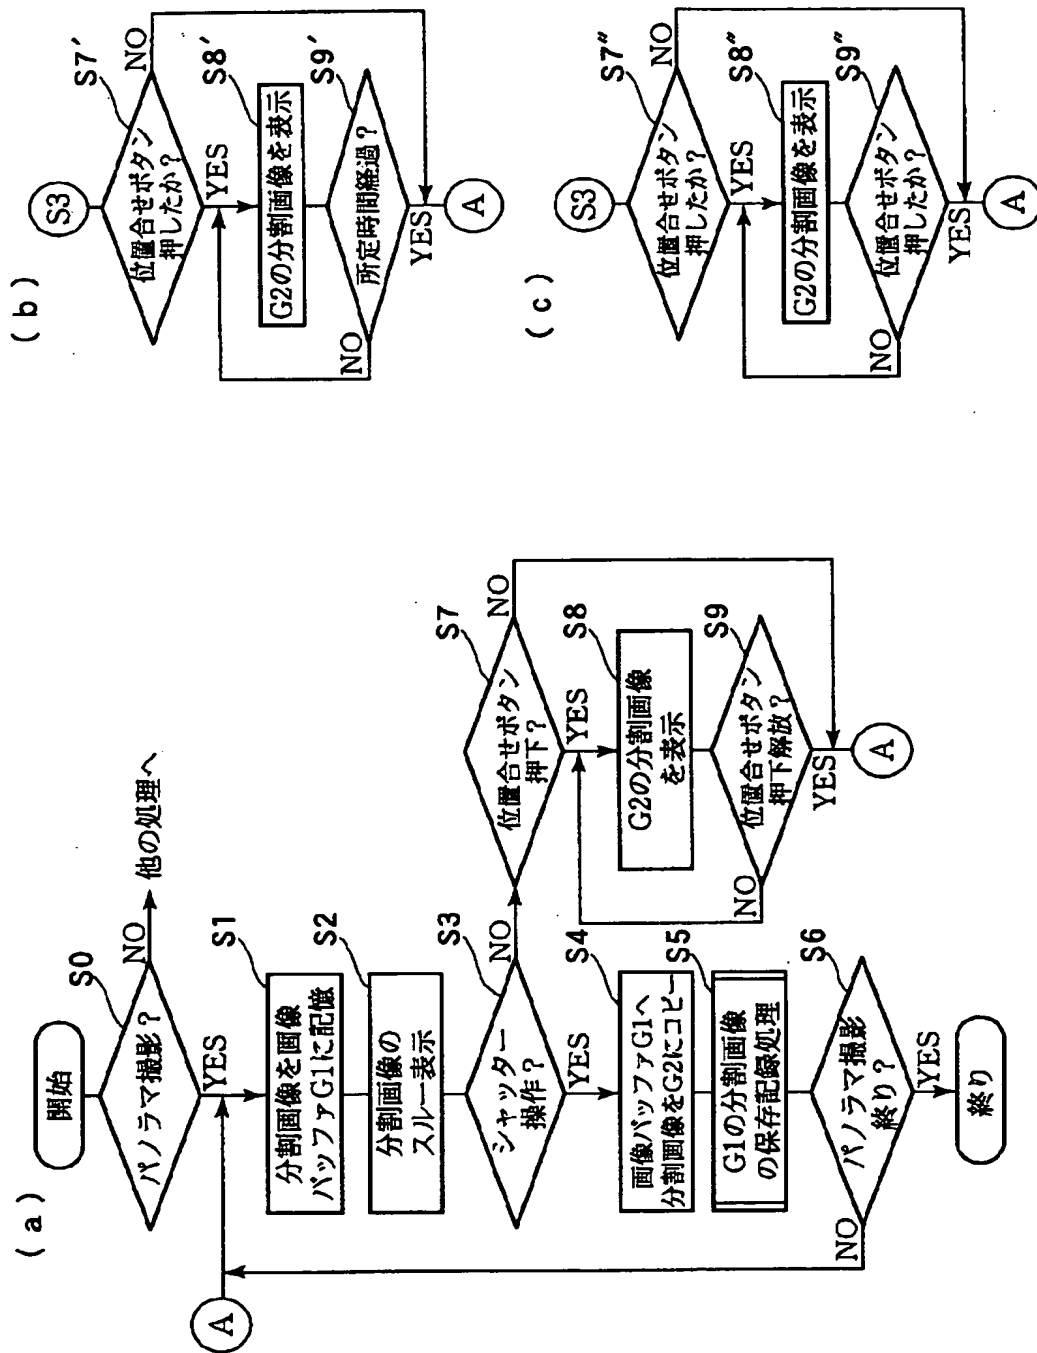 (a)
開始
S0
パノラマ撮影?
NO
他の処理へ
YES
A
S1
分割画像を画像
バッファG1に記憶
S2
分割画像の
スルー表示
S3
シャッター
操作?
NO
YES
S4
画像バッファG1へ
分割画像をG2にコピー
S5
G1の分割画像
の保存記録処理
S6
パノラマ撮影
終り?
NO
YES
終り
S7
位置合せボタン
押下?
NO
YES
S8
G2の分割画像
を表示
S9
位置合せボタン
押下解放?
NO
YES
A
(b)
S3
S7′
位置合せボタン
押したか?
NO
YES
S8′
G2の分割画像を表示
S9′
所定時間経過?
NO
YES
A
(c)
S3
S7″
位置合せボタン
押したか?
NO
YES
S8″
G2の分割画像を表示
S9″
位置合せボタン
押したか?
NO
YES
A